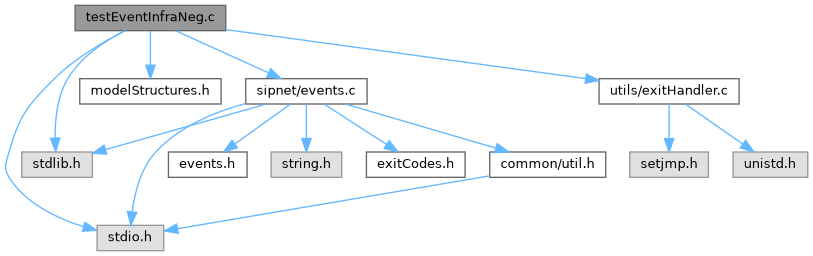 testEventInfraNeg.c
modelStructures.h
sipnet/events.c
utils/exitHandler.c
stdlib.h
events.h
string.h
exitCodes.h
common/util.h
setjmp.h
unistd.h
stdio.h